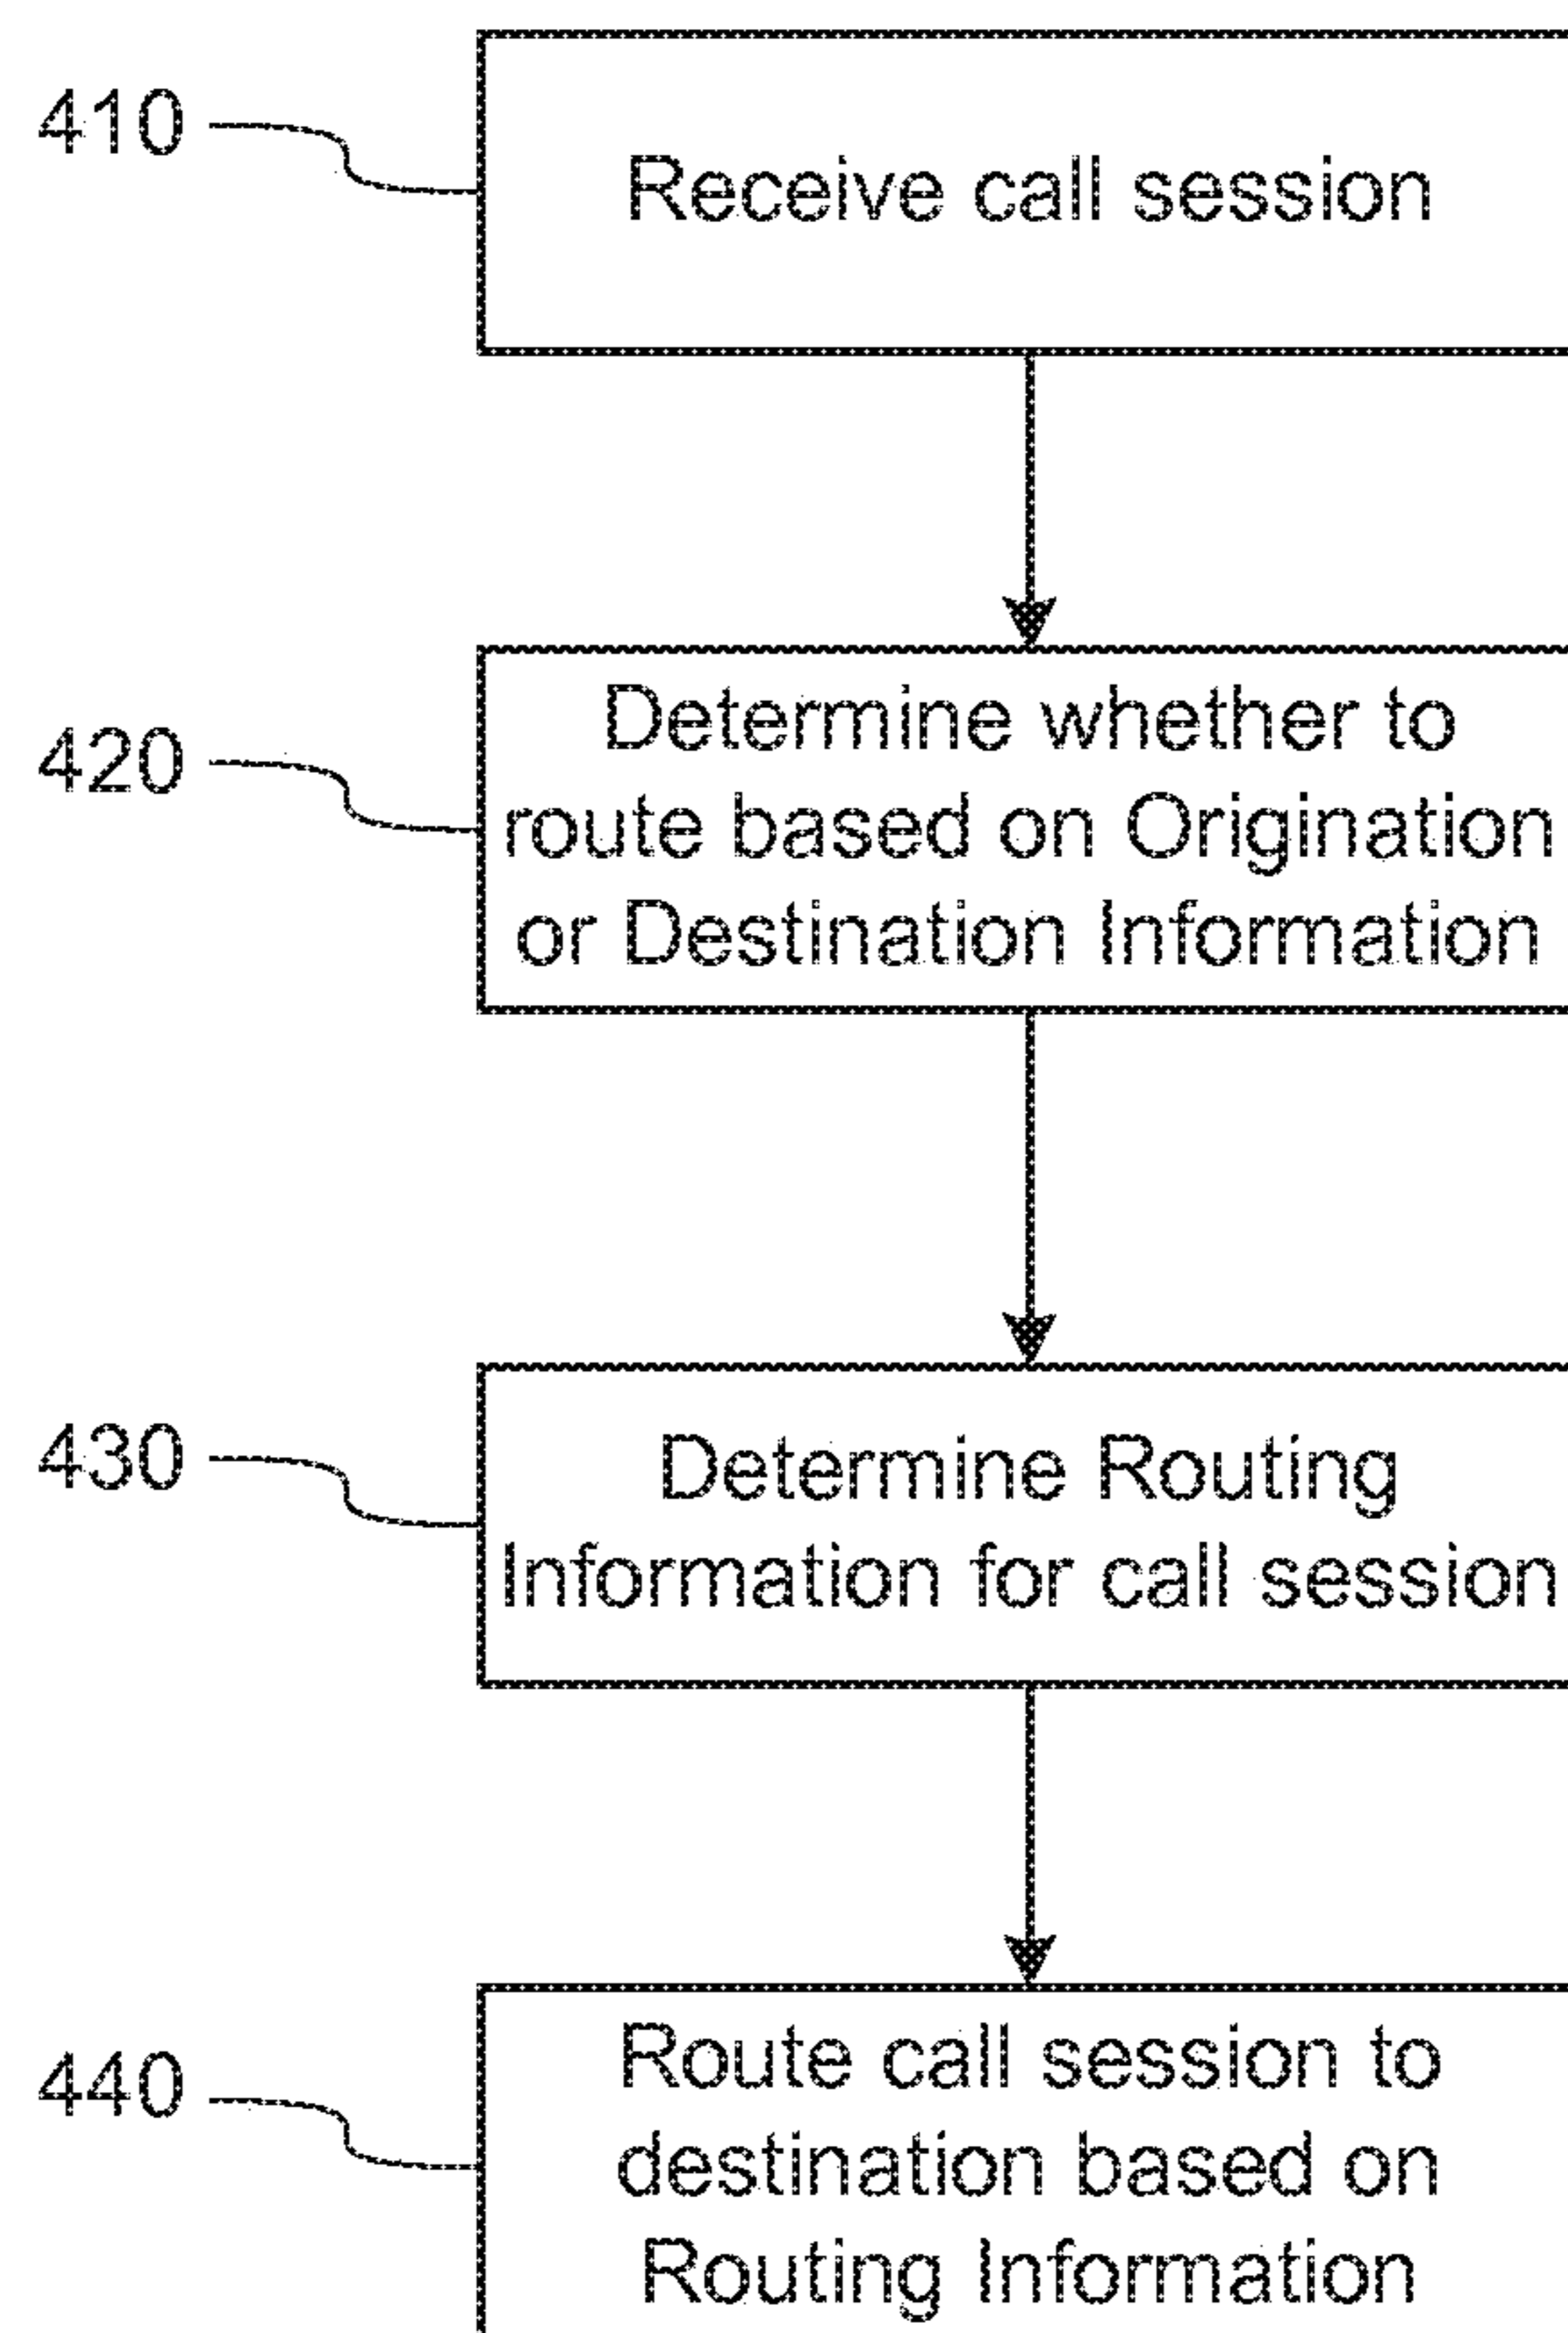 410
Receive call session
420
Determine whether to
route based on Origination
or Destination Information
430
Determine Routing
Information for call session
440
Route call session to
destination based on
Routing Information